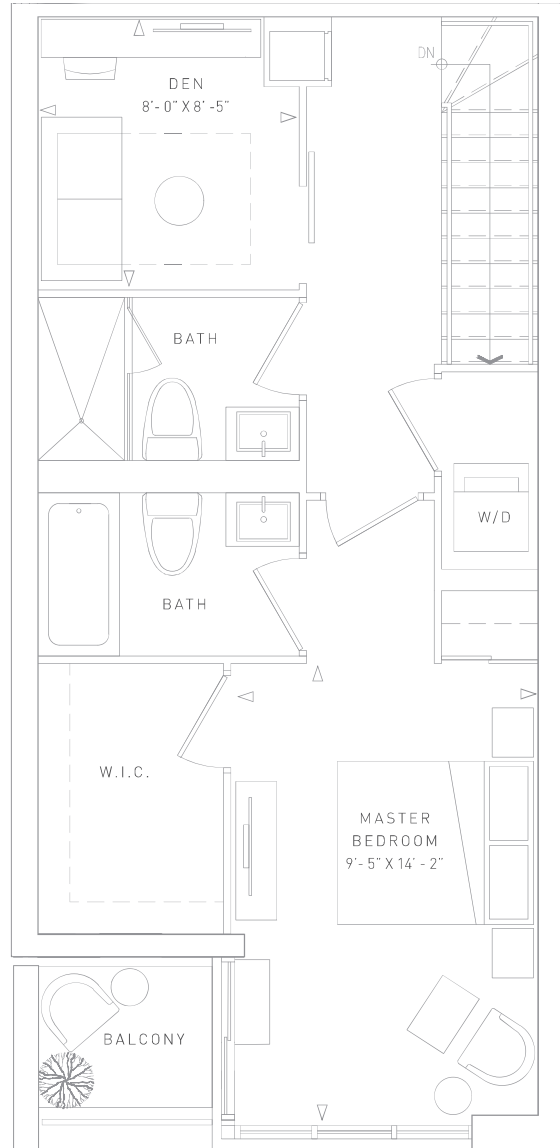 DN
DEN
8'-0" X 8'-5"
BATH
W/D
BATH
W.I.C.
MASTER
BEDROOM
9'-5" X 14'-2"
BALCONY